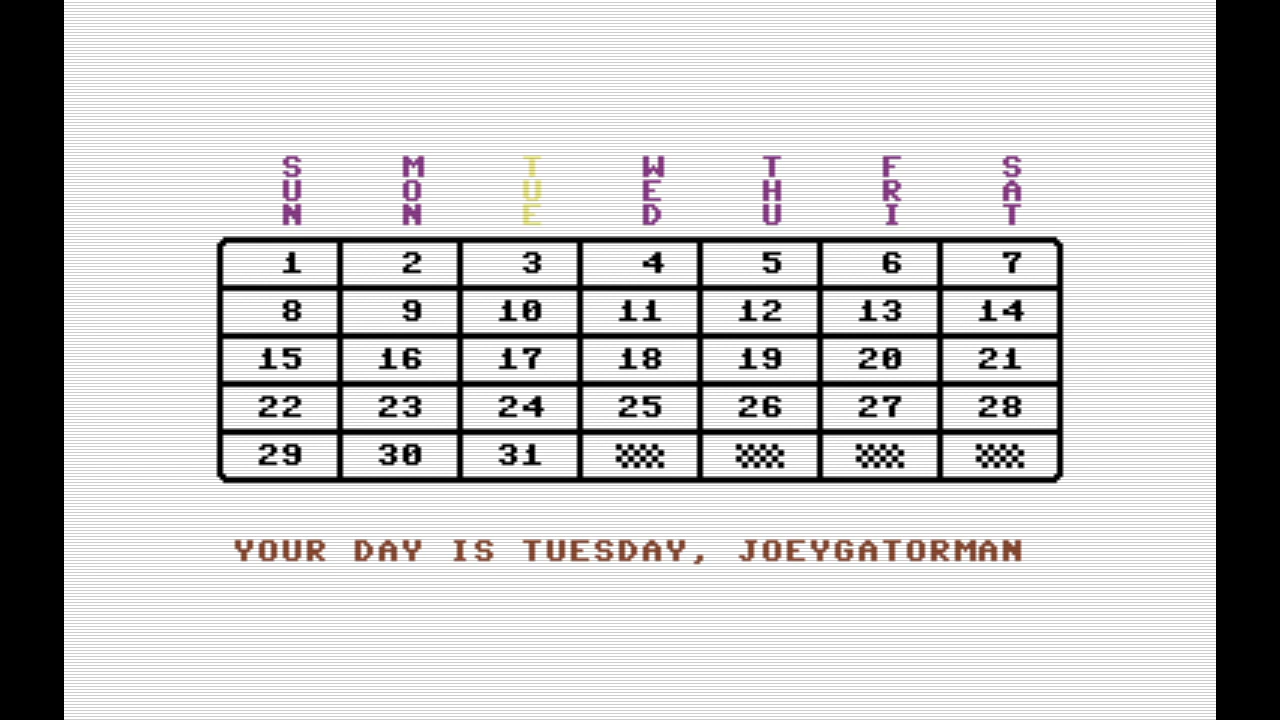 SUN MON TUE WED THU FRI SAT
1 2 3 4 5 6 7
8 9 10 11 12 13 14
15 16 17 18 19 20 21
22 23 24 25 26 27 28
29 30 31
YOUR DAY IS TUESDAY, JOEYGATORMAN